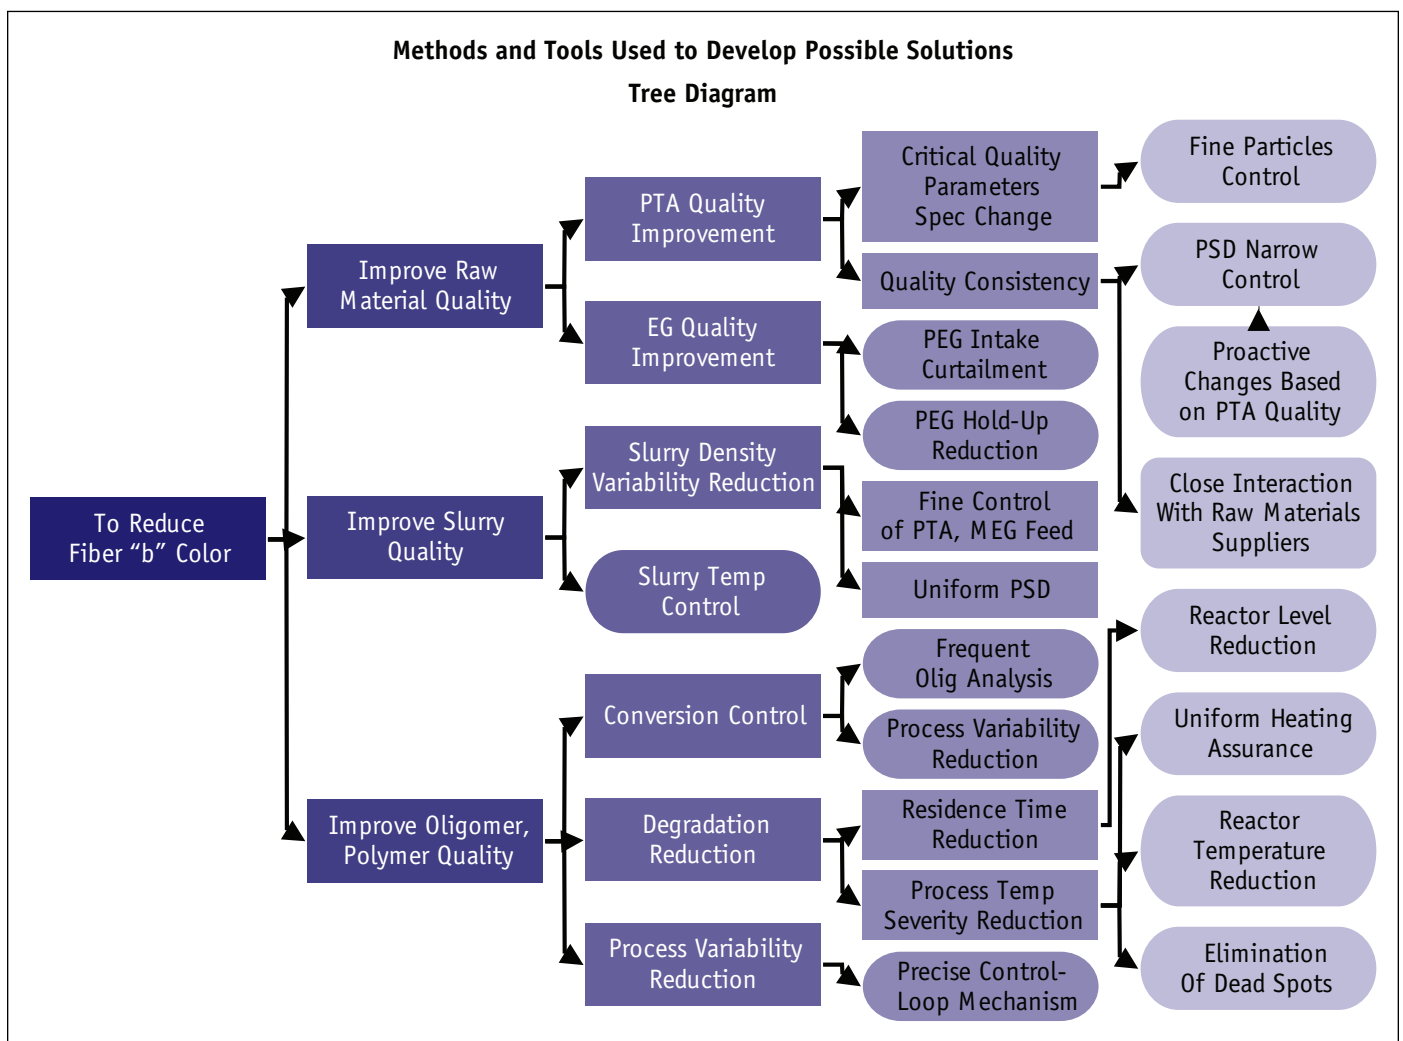 Methods and Tools Used to Develop Possible Solutions
Tree Diagram
To Reduce
Fiber “b” Color
Improve Raw
Material Quality
Improve Slurry
Quality
Improve Oligomer,
Polymer Quality
PTA Quality
Improvement
EG Quality
Improvement
Slurry Density
Variability Reduction
Slurry Temp
Control
Conversion Control
Degradation
Reduction
Process Variability
Reduction
Critical Quality
Parameters
Spec Change
Quality Consistency
PEG Intake
Curtailment
PEG Hold-Up
Reduction
Fine Control
of PTA, MEG Feed
Uniform PSD
Frequent
Olig Analysis
Process Variability
Reduction
Residence Time
Reduction
Process Temp
Severity Reduction
Precise Control-
Loop Mechanism
Fine Particles
Control
PSD Narrow
Control
Proactive
Changes Based
on PTA Quality
Close Interaction
With Raw Materials
Suppliers
Reactor Level
Reduction
Uniform Heating
Assurance
Reactor
Temperature
Reduction
Elimination
Of Dead Spots